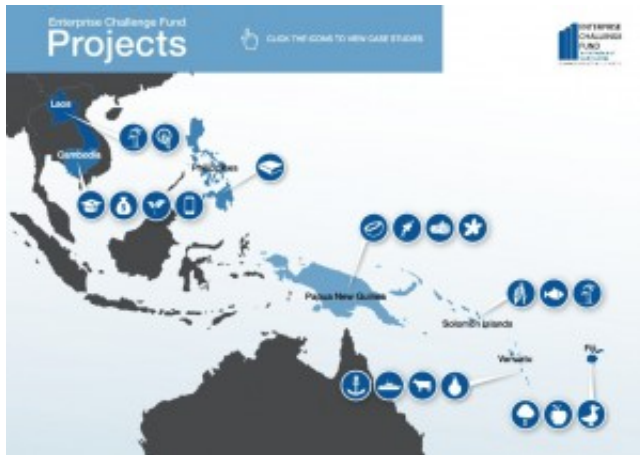 Enterprise Challenge Fund
Projects
CLICK THE ICONS TO VIEW CASE STUDIES
ENTERPRISE
CHALLENGE
FUND
Laos
Cambodia
Philippines
Papua New Guinea
Solomon Islands
Vanuatu
Fiji